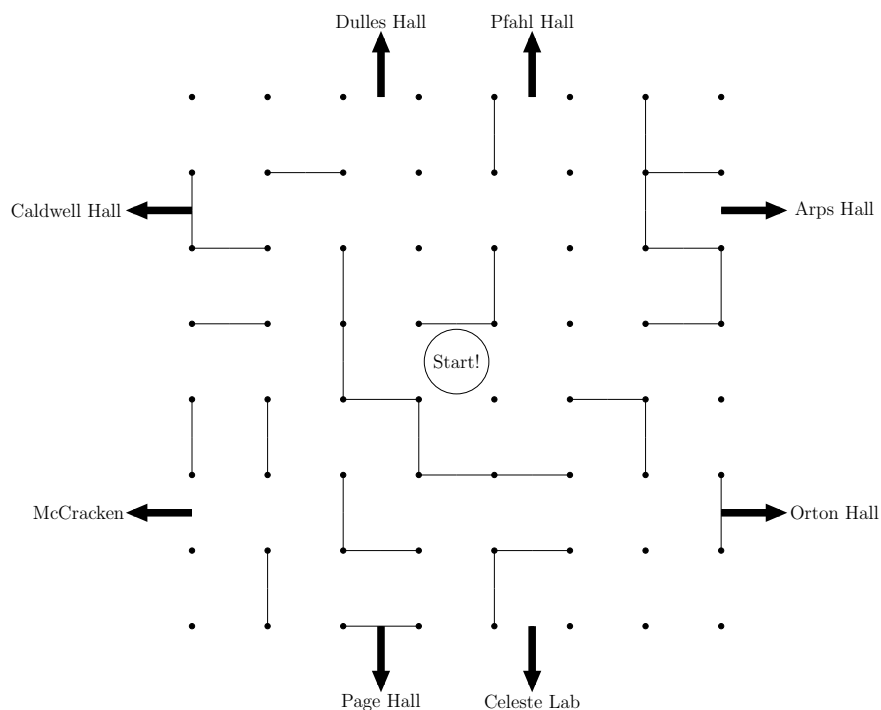 Dulles Hall
Pfahl Hall
Caldwell Hall
Arps Hall
Start!
McCracken
Orton Hall
Page Hall
Celeste Lab